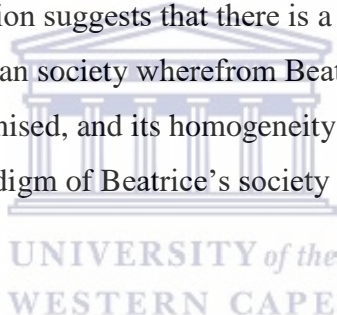 ion suggests that there is a
an society wherefrom Beat
nised, and its homogeneity
digm of Beatrice's society
UNIVERSITY of the
WESTERN CAPE